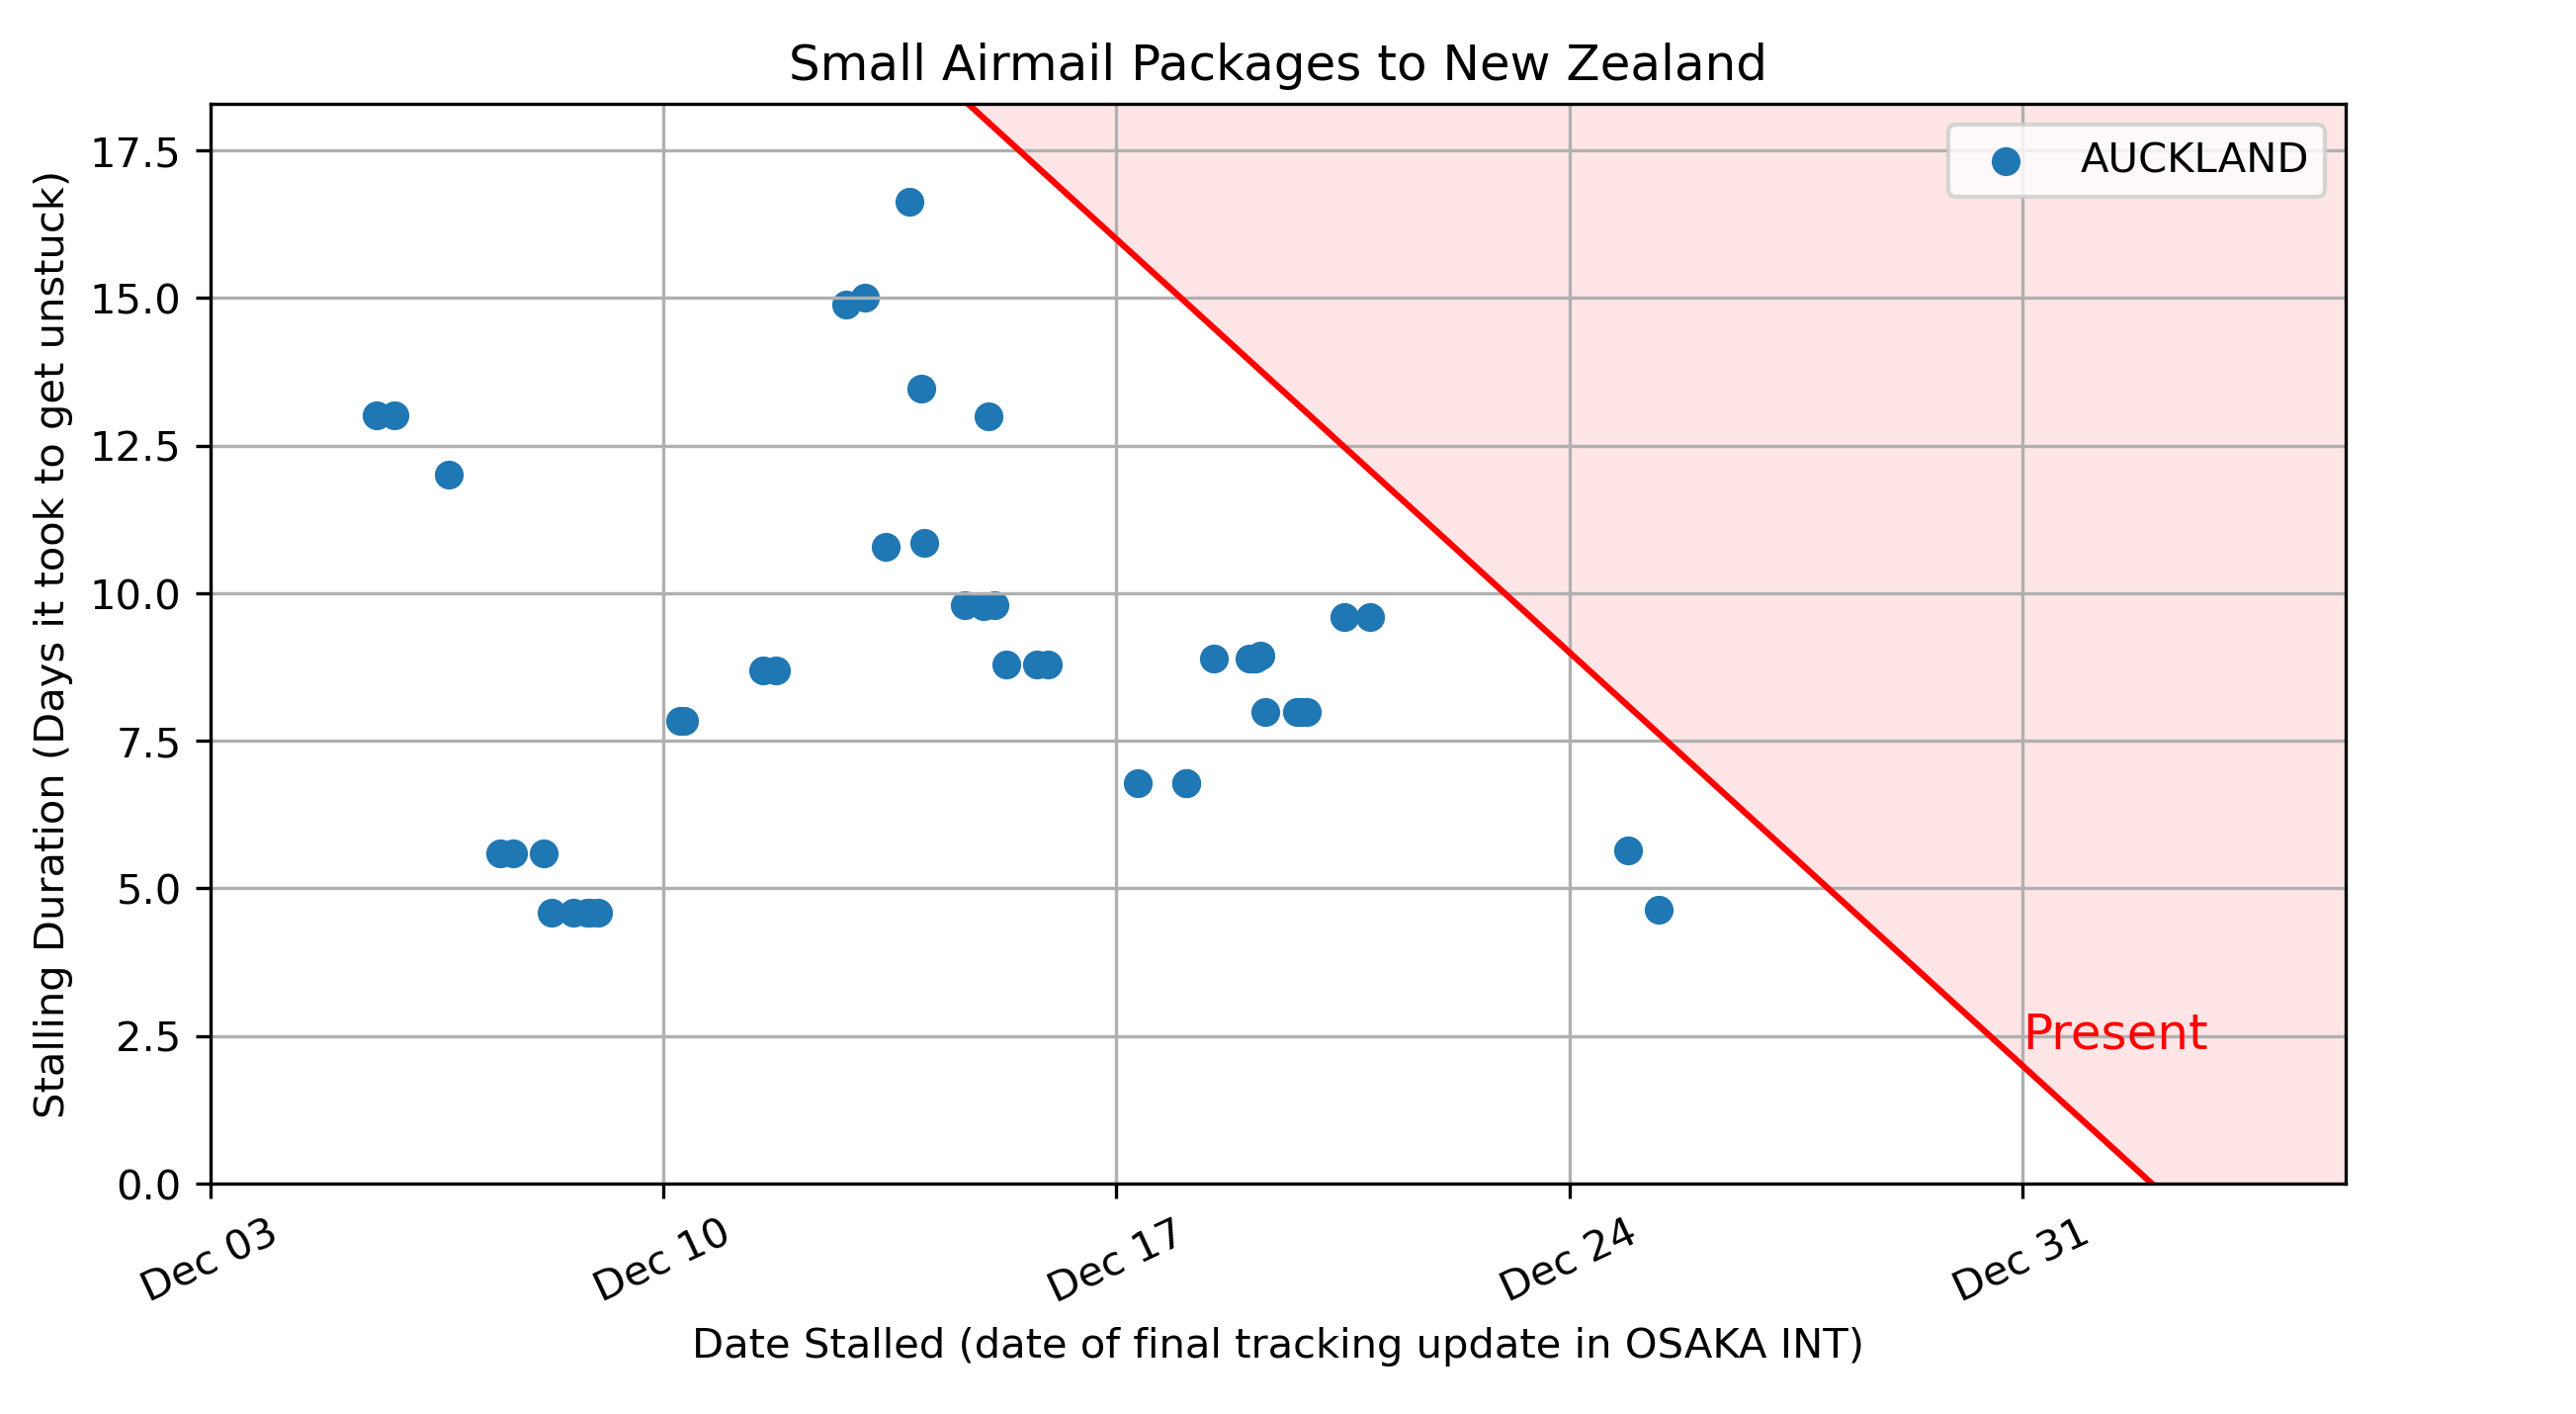 Small Airmail Packages to New Zealand
AUCKLAND
Stalling Duration (Days it took to get unstuck)
17.5
15.0
12.5
10.0
7.5
5.0
2.5
0.0
Present
Dec 03
Dec 10
Dec 17
Dec 24
Dec 31
Date Stalled (date of final tracking update in OSAKA INT)